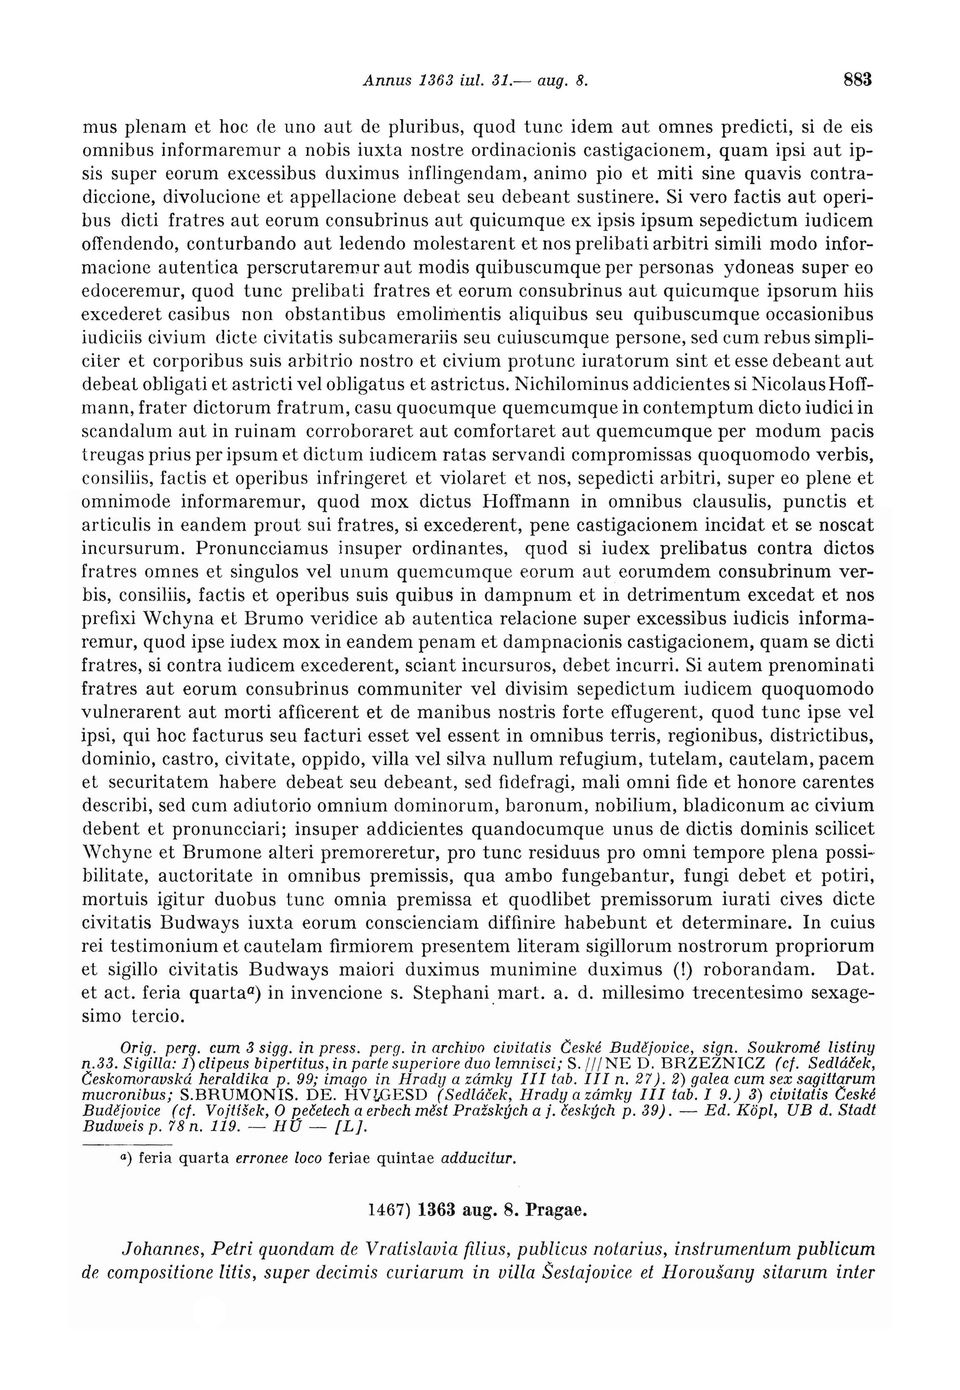 Annus 1363 iul. 31.— aug. 8. 883
mus plenam et hoc de uno aut de pluribus, quod tunc idem aut omnes predicti, si de eis
omnibus informaremur a nobis iuxta nostre ordinacionis castigacionem, quam ipsi aut ip-
sis super eorum excessibus duximus inflingendam, animo pio et miti sine quavis contra-
diccione, divolucione et appellacione debeat seu debeant sustinere. Si vero factis aut operi-
bus dicti fratres aut eorum consubrinus aut quicumque ex ipsis ipsum sepedictum iudicem
offendendo, conturbando aut ledendo molestarent et nos prelibati arbitri simili modo infor-
macione autentica perscrutaremur aut modis quibuscumque per personas ydoneas super eo
edoceremur, quod tunc prelibati fratres et eorum consubrinus aut quicumque ipsorum hiis
excederet casibus non obstantibus emolimentis aliquibus seu quibuscumque occasionibus
iudiciis civium dicte civitatis subcamerariis seu cuiuscumque persone, sed cum rebus simpli-
citer et corporibus suis arbitrio nostro et civium protunc iuratorum sint et esse debeant aut
debeat obligati et astricti vel obligatus et astrictus. Nichilominus addicientes si Nicolaus Hoff-
mann, frater dictorum fratrum, casu quocumque quemcumque in contemptum dicto iudici in
scandalum aut in ruinam corroboraret aut comfortaret aut quemcumque per modum pacis
treugas prius per ipsum et dictum iudicem ratas servandi compromissas quoquomodo verbis,
consiliis, factis et operibus infringeret et violaret et nos, sepedicti arbitri, super eo plene et
omnimode informaremur, quod mox dictus Hoffmann in omnibus clausulis, punctis et
articulis in eandem prout sui fratres, si excederent, pene castigacionem incidat et se noscat
incursurum. Pronuncciamus insuper ordinantes, quod si iudex prelibatus contra dictos
fratres omnes et singulos vel unum quemcumque eorum aut eorumdem consubrinum ver-
bis, consiliis, factis et operibus suis quibus in dampnum et in detrimentum excedat et nos
prefixi Wchyna et Brumo veridice ab autentica relacione super excessibus iudicis informa-
remur, quod ipse iudex mox in eandem penam et dampnacionis castigacionem, quam se dicti
fratres, si contra iudicem excederent, sciant incursuros, debet incurri. Si autem prenominati
fratres aut eorum consubrinus communiter vel divisim sepedictum iudicem quoquomodo
vulnerarent aut morti afficerent et de manibus nostris forte effugerent, quod tunc ipse vel
ipsi, qui hoc facturus seu facturi esset vel essent in omnibus terris, regionibus, districtibus,
dominio, castro, civitate, oppido, villa vel silva nullum refugium, tutelam, cautelam, pacem
et securitatem habere debeat seu debeant, sed fidefragi, mali omni fide et honore carentes
describi, sed cum adiutorio omnium dominorum, baronum, nobilium, bladiconum ac civium
debent et pronuncciari; insuper addicientes quandocumque unus de dictis dominis scilicet
Wchyne et Brumone alteri premoreretur, pro tunc residuus pro omni tempore plena possi-
bilitate, auctoritate in omnibus premissis, qua ambo fungebantur, fungi debet et potiri,
mortuis igitur duobus tunc omnia premissa et quodlibet premissorum iurati cives dicte
civitatis Budways iuxta eorum conscienciam diffinire habebunt et determinare. In cuius
rei testimonium et cautelam firmiorem presentem literam sigillorum nostrorum propriorum
et sigillo civitatis Budways maiori duximus munimine duximus (!) roborandam. Dat.
et act. feria quartaa) in invencione s. Stephani mart. a. d. millesimo trecentesimo sexage-
simo tercio.
Orig. perg. cum 3 sigg. in press. perg. in archivo civitatis České Budějovice, sign. Soukromé listiny
n.33. Sigilla: 1) clipeus bipertitus, in parte superiore duo lemnisci; S. ///NE D. BRZEZNICZ (cf. Sedláček,
Českomoravská heraldika p. 99; imago in Hrady a zámky III tab. III n. 27). 2) galea cum sex sagittarum
mucronibus; S.BRUMONIS. DE. HVGESD (Sedláček, Hrady a zámky III tab. I 9.) 3) civitatis České
Budějovice (cf. Vojtíšek, O pečetech a erbech měst Pražských a j. českých p. 39). — Ed. Köpl, UB d. Stadt
Budweis p. 78 n. 119. — HÚ — [L].
a) feria quarta erronee loco feriae quintae adducitur.
1467) 1363 aug. 8. Pragae.
Johannes, Petri quondam de Vratislavia filius, publicus notarius, instrumentum publicum
de compositione litis, super decimis curiarum in villa Šestajovice et Horoušany sitarum inter